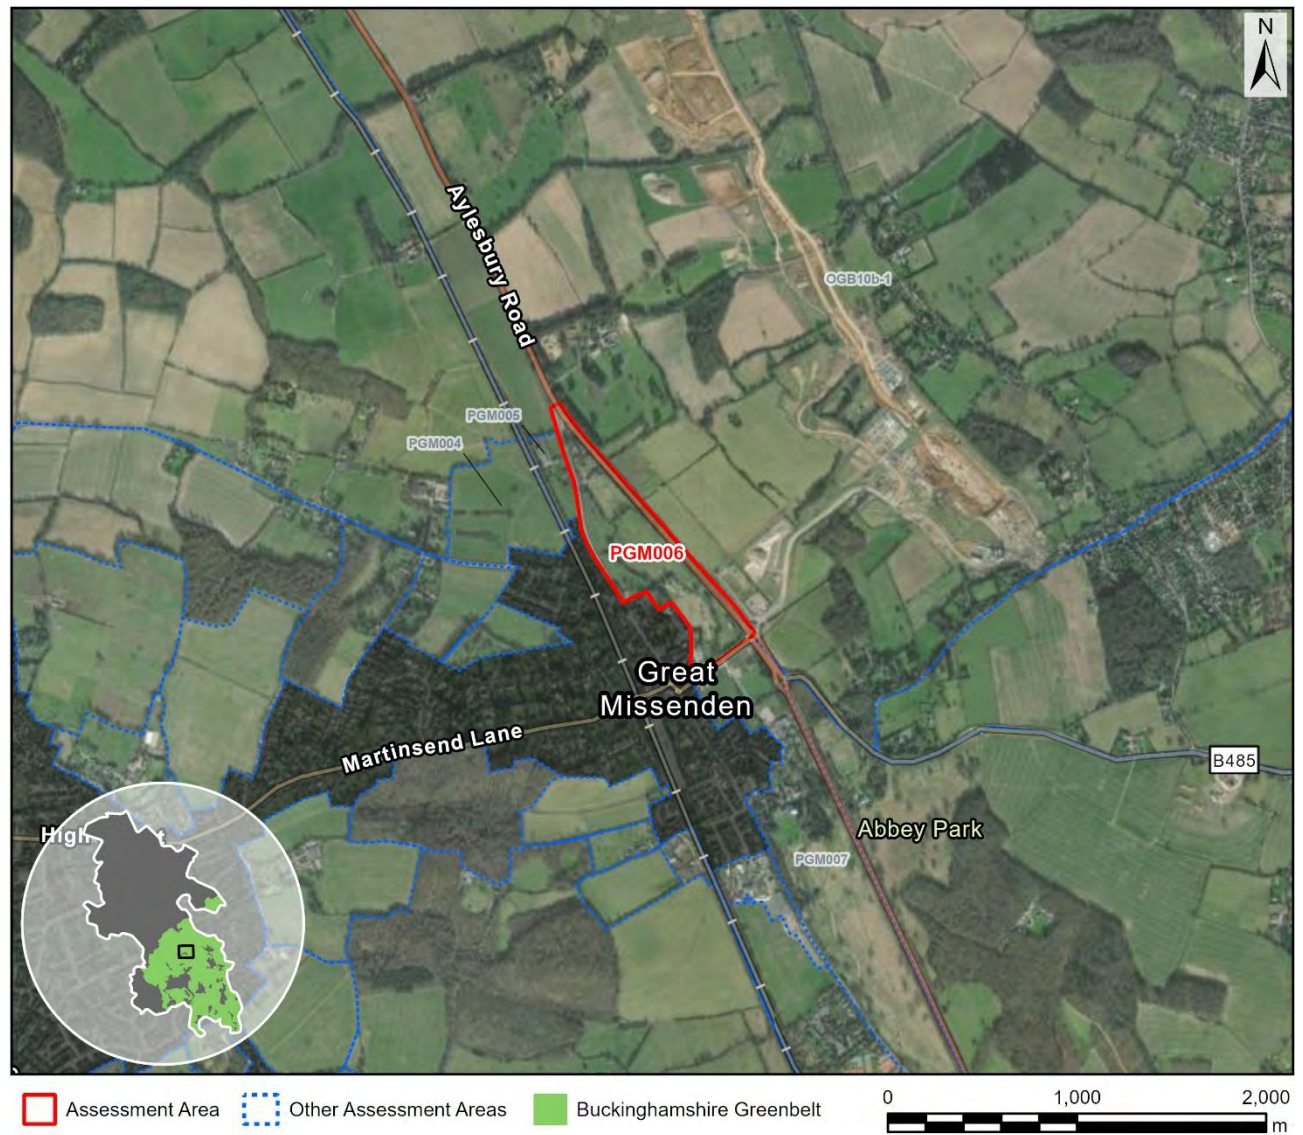 N
Aylesbury Road
OGB10b-1
PGM005
PGM004
PGM006
Great
Missenden
Martinsend Lane
B485
High
t
Abbey Park
PGM007
Assessment Area
Other Assessment Areas
Buckinghamshire Greenbelt
0 1,000 2,000
m